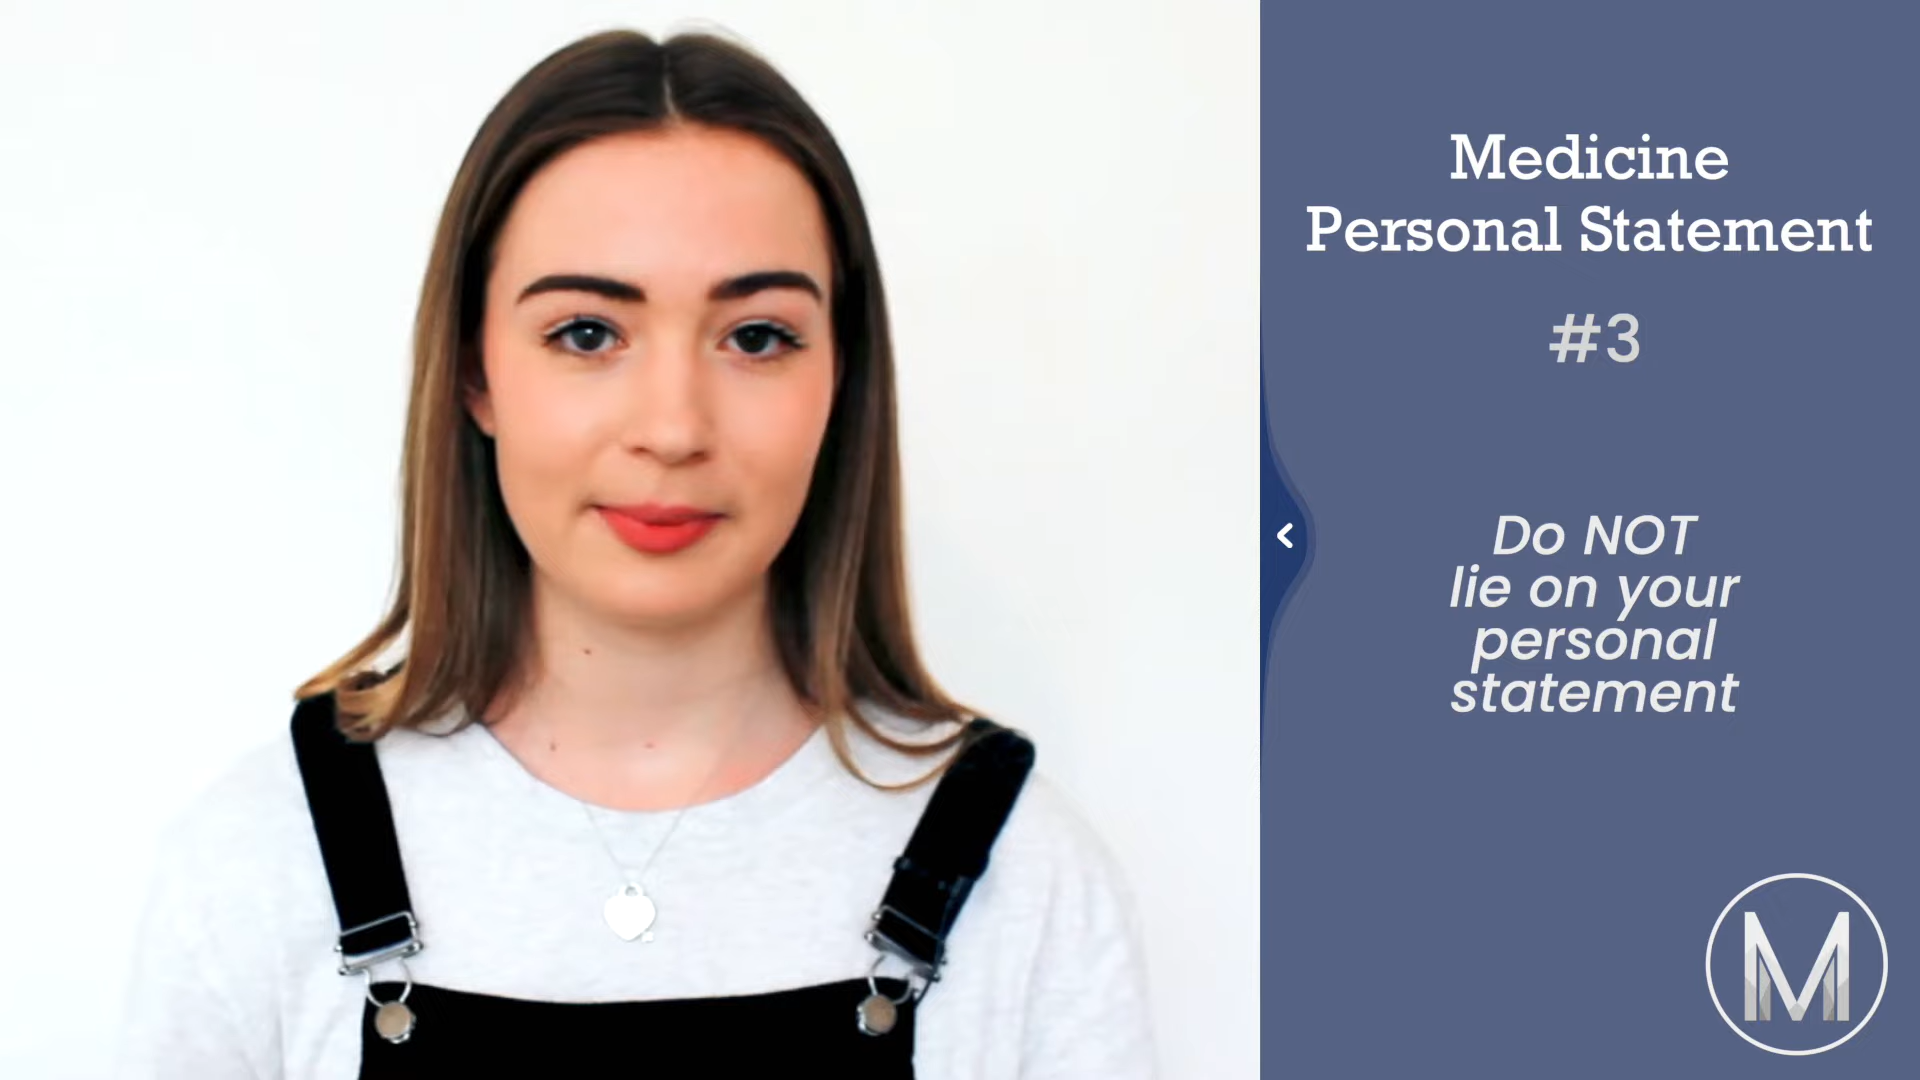 Medicine
Personal Statement
#3
Do NOT
lie on your
personal
statement
M